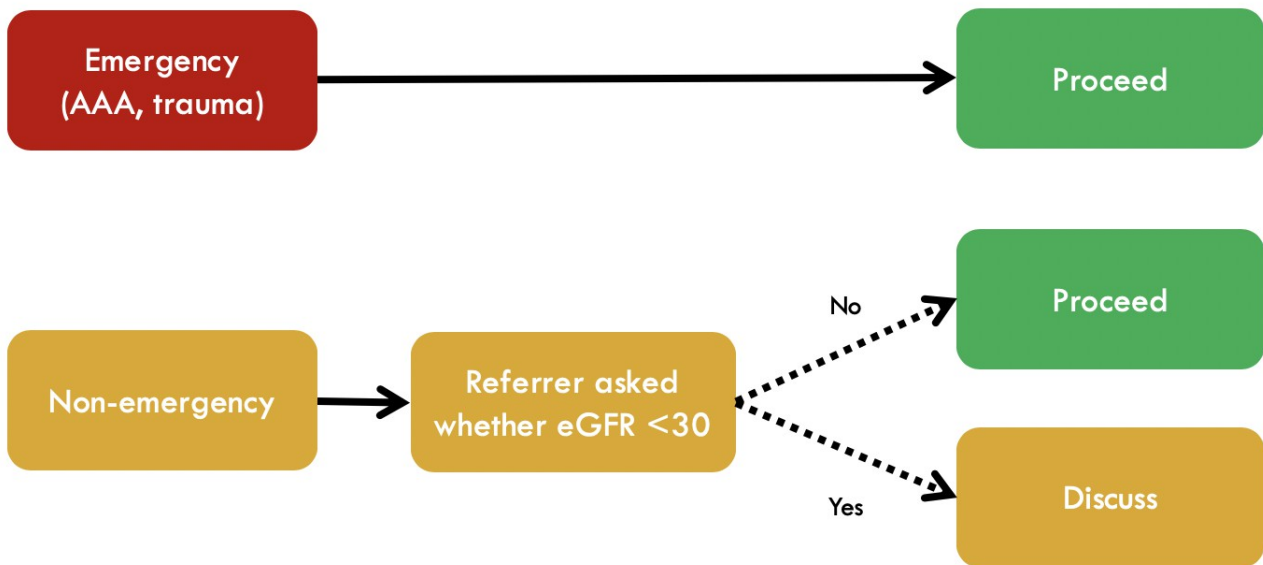 Emergency
(AAA, trauma)
Proceed
No
Proceed
Non-emergency
Referrer asked
whether eGFR <30
Yes
Discuss